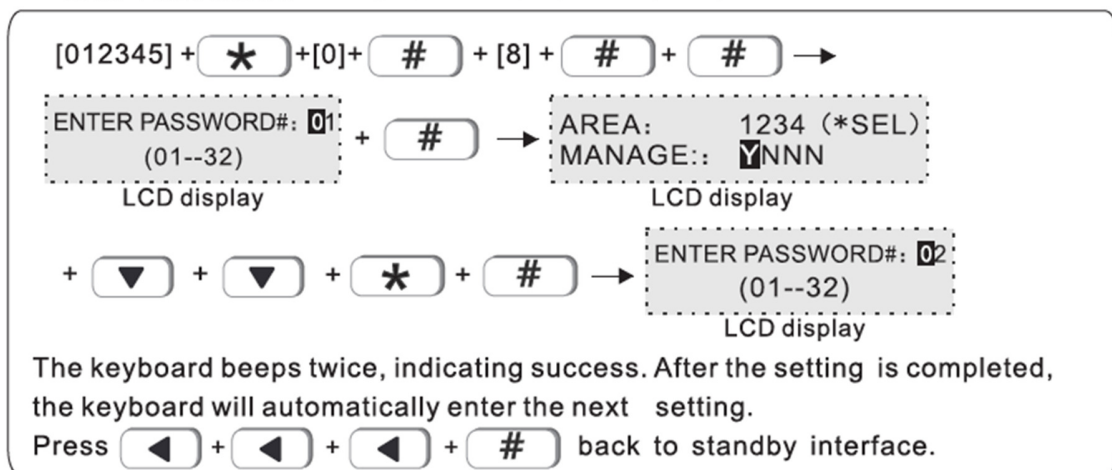 [012345] + * +[0]+ # + [8] + # + # →
ENTER PASSWORD#: 01
(01--32)
LCD display
+ # →
AREA: 1234 (*SEL)
MANAGE:: YNNN
LCD display
+ ▼ + ▼ + * + # →
ENTER PASSWORD#: 02
(01--32)
LCD display
The keyboard beeps twice, indicating success. After the setting is completed,
the keyboard will automatically enter the next setting.
Press ◀ + ◀ + ◀ + # back to standby interface.